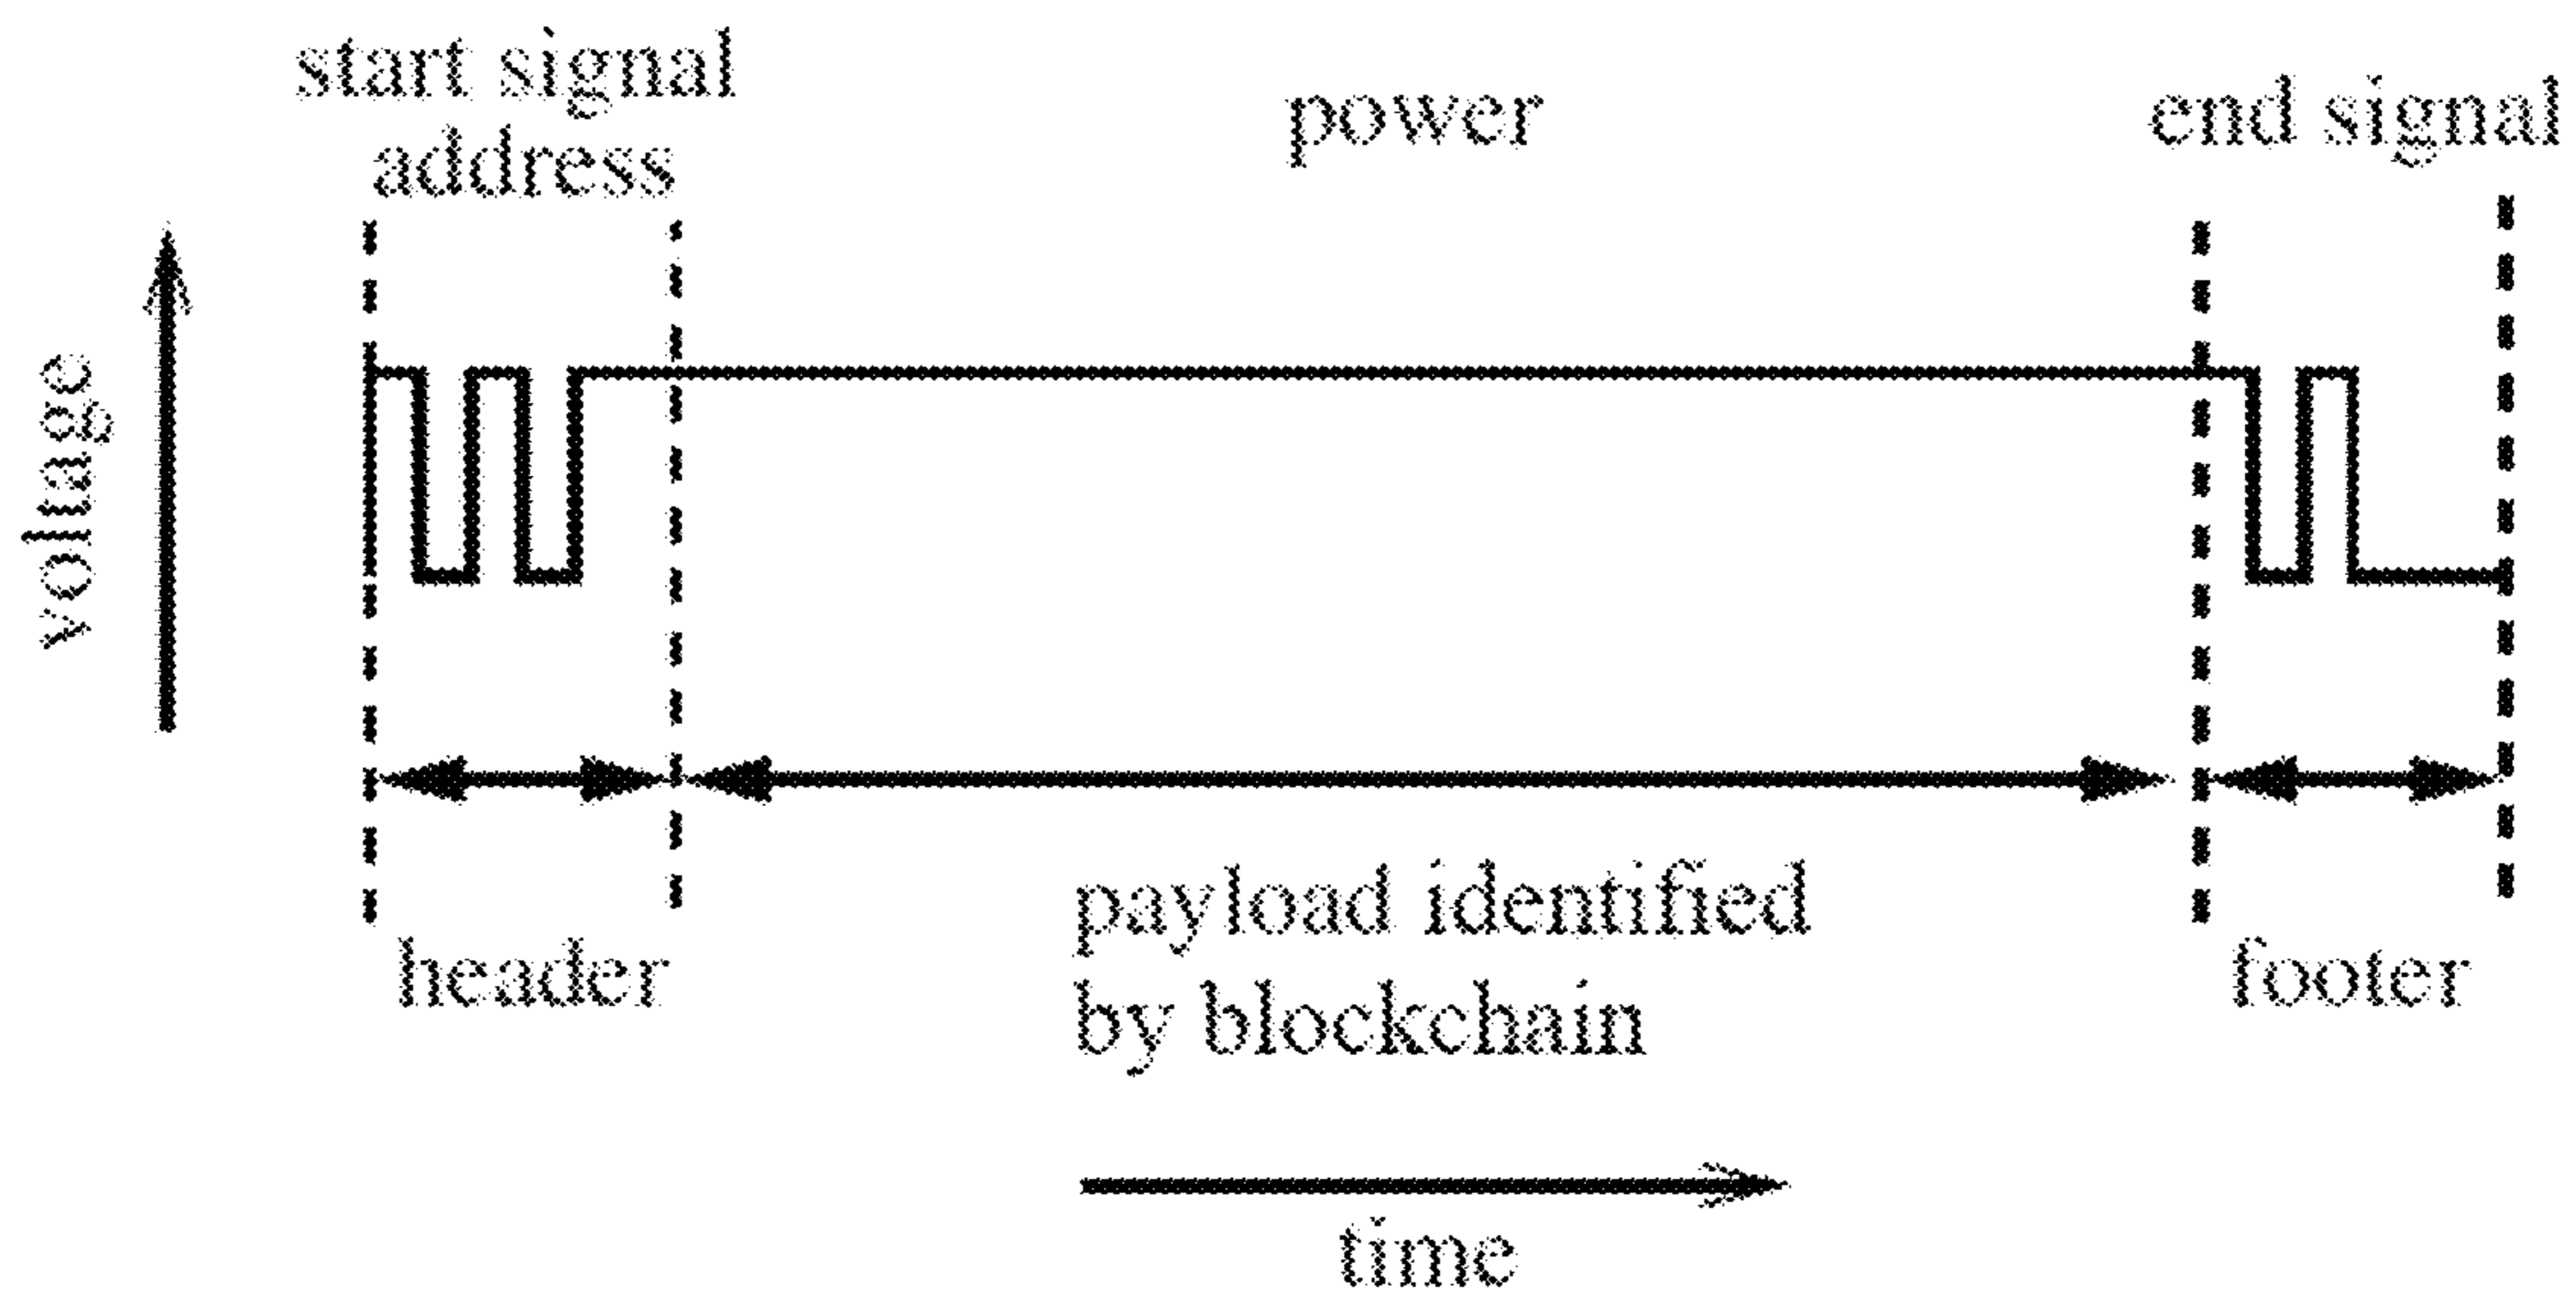 start signal
address
power
end signal
voltage
header
payload identified
by blockchain
footer
time